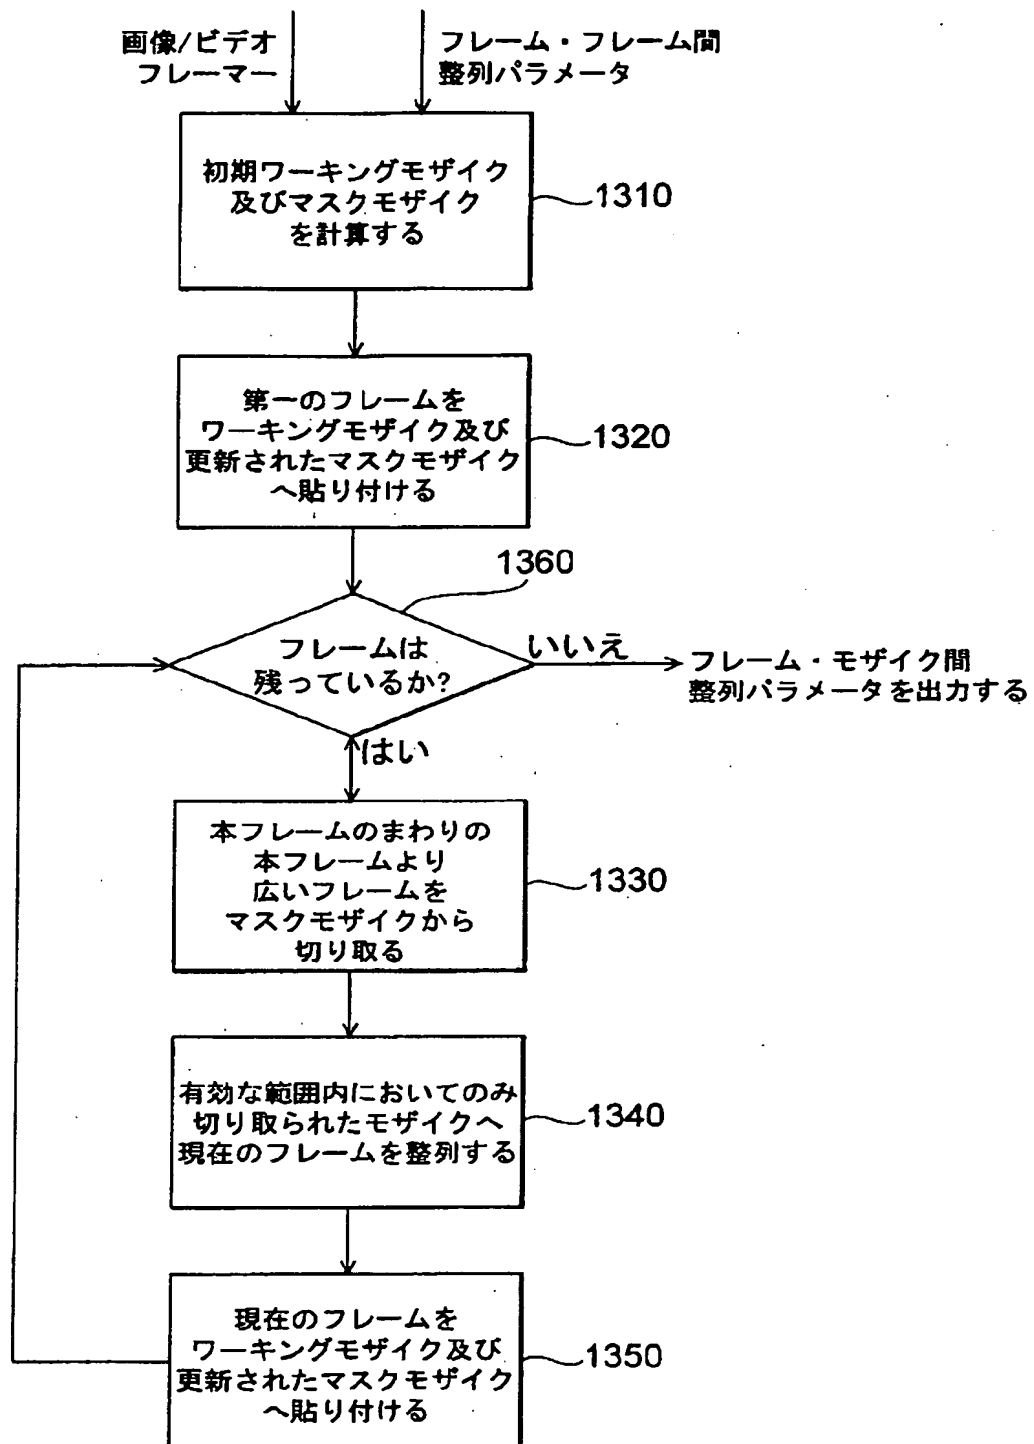 画像/ビデオ
フレーマー
フレーム・フレーム間
整列パラメータ
初期ワーキングモザイク
及びマスクモザイク
を計算する
1310
第一のフレームを
ワーキングモザイク及び
更新されたマスクモザイク
へ貼り付ける
1320
1360
フレームは
残っているか?
いいえ
フレーム・モザイク間
整列パラメータを出力する
はい
本フレームのまわりの
本フレームより
広いフレームを
マスクモザイクから
切り取る
1330
有効な範囲内においてのみ
切り取られたモザイクへ
現在のフレームを整列する
1340
現在のフレームを
ワーキングモザイク及び
更新されたマスクモザイク
へ貼り付ける
1350